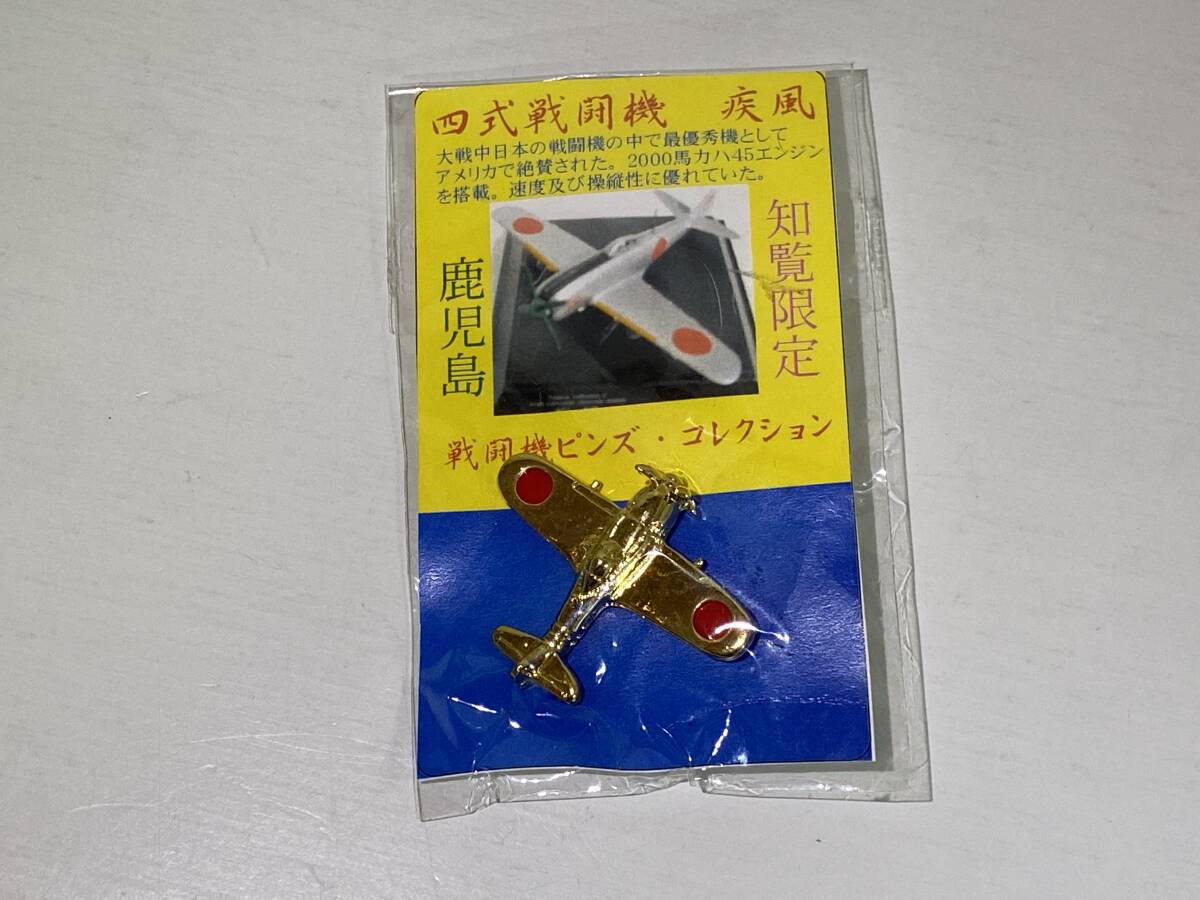 四式戦闘機 疾風
大戦中日本の戦闘機の中で最優秀機として
アメリカで絶賛された。2000馬力ハ45エンジン
を搭載。速度及び操縦性に優れていた。
知覧限定
鹿児島
戦闘機ピンズ・コレクション